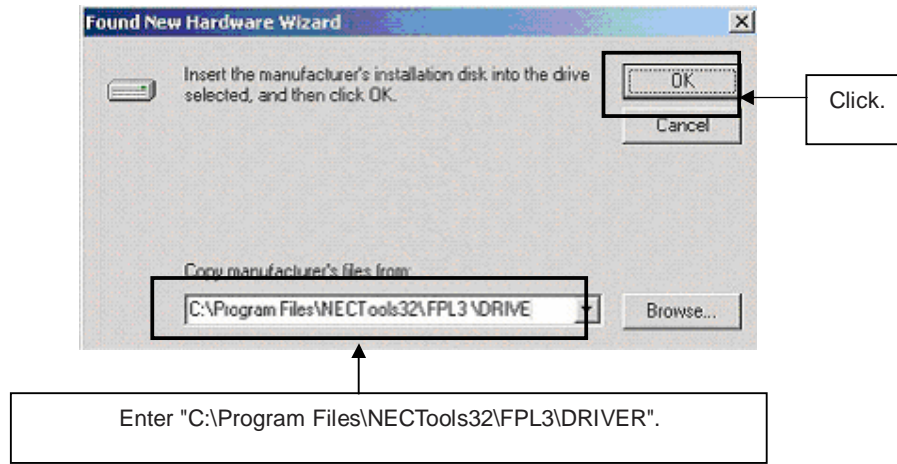 Found New Hardware Wizard
Insert the manufacturer's installation disk into the drive
selected, and then click OK.
OK
Click.
Cancel
Copy manufacturer's files from:
C:\Program Files\NECTools32\FPL3 \DRIVE
Browse...
Enter "C:\Program Files\NECTools32\FPL3\DRIVER".